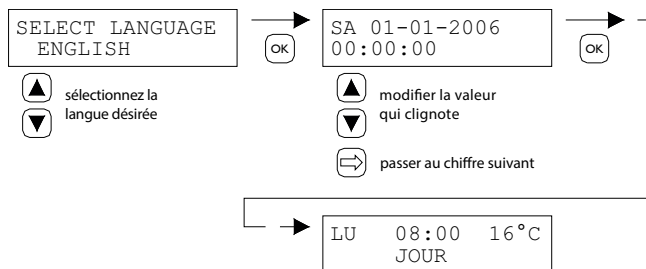 SELECT LANGUAGE
ENGLISH
OK
SA 01-01-2006
00:00:00
OK
sélectionnez la
langue désirée
modifier la valeur
qui clignote
passer au chiffre suivant
LU 08:00 16°C
JOUR